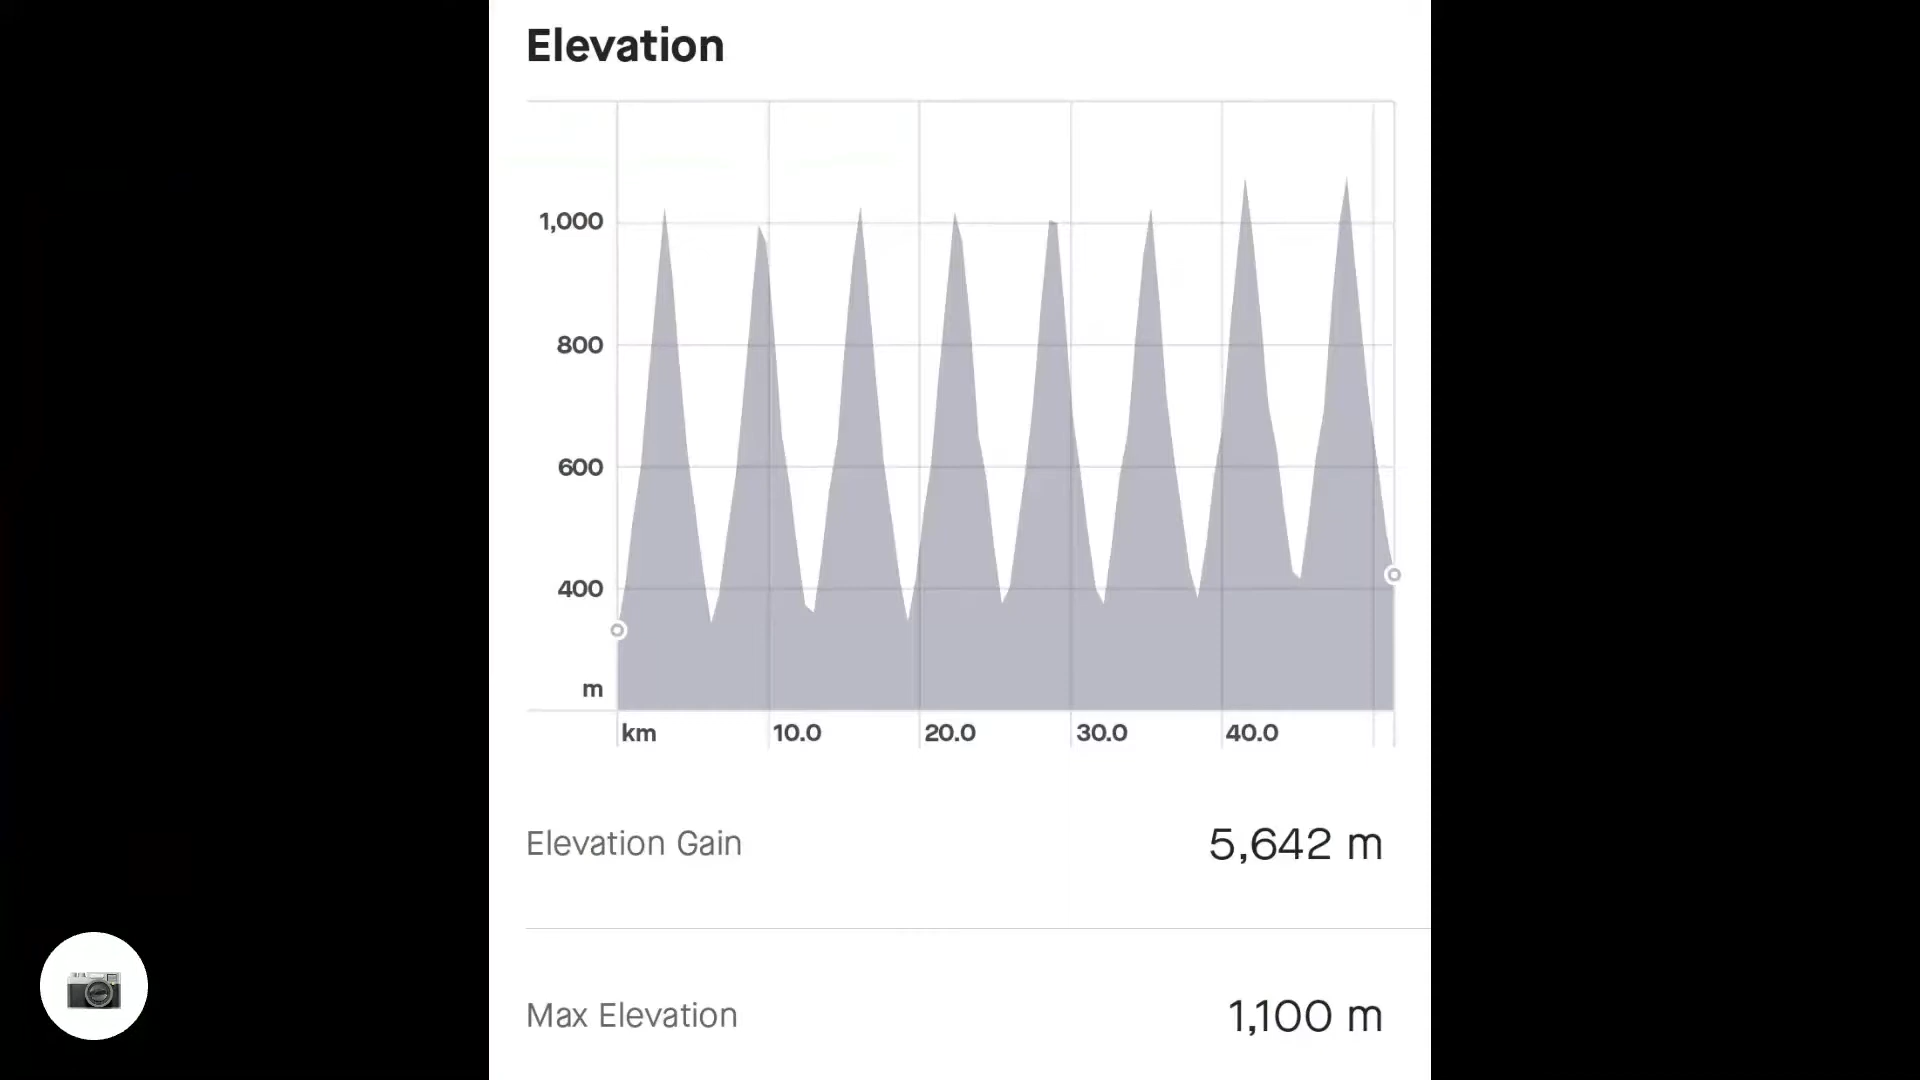 Elevation
1,000
800
600
400
m
km 10.0 20.0 30.0 40.0
Elevation Gain 5,642 m
Max Elevation 1,100 m